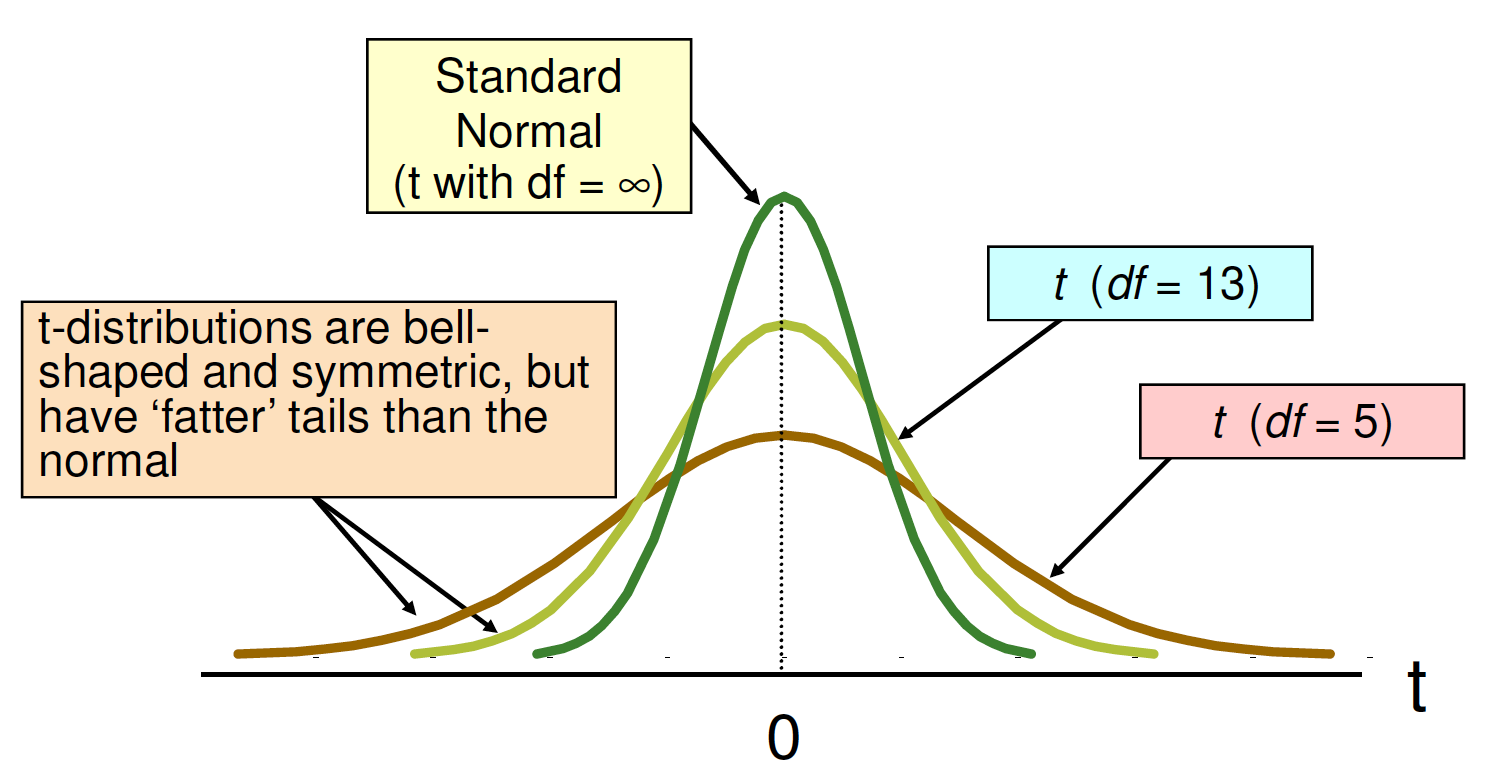 Standard
Normal
(t with df = ∞)
t (df = 13)
t-distributions are bell-
shaped and symmetric, but
have ‘fatter’ tails than the
normal
t (df = 5)
t
0